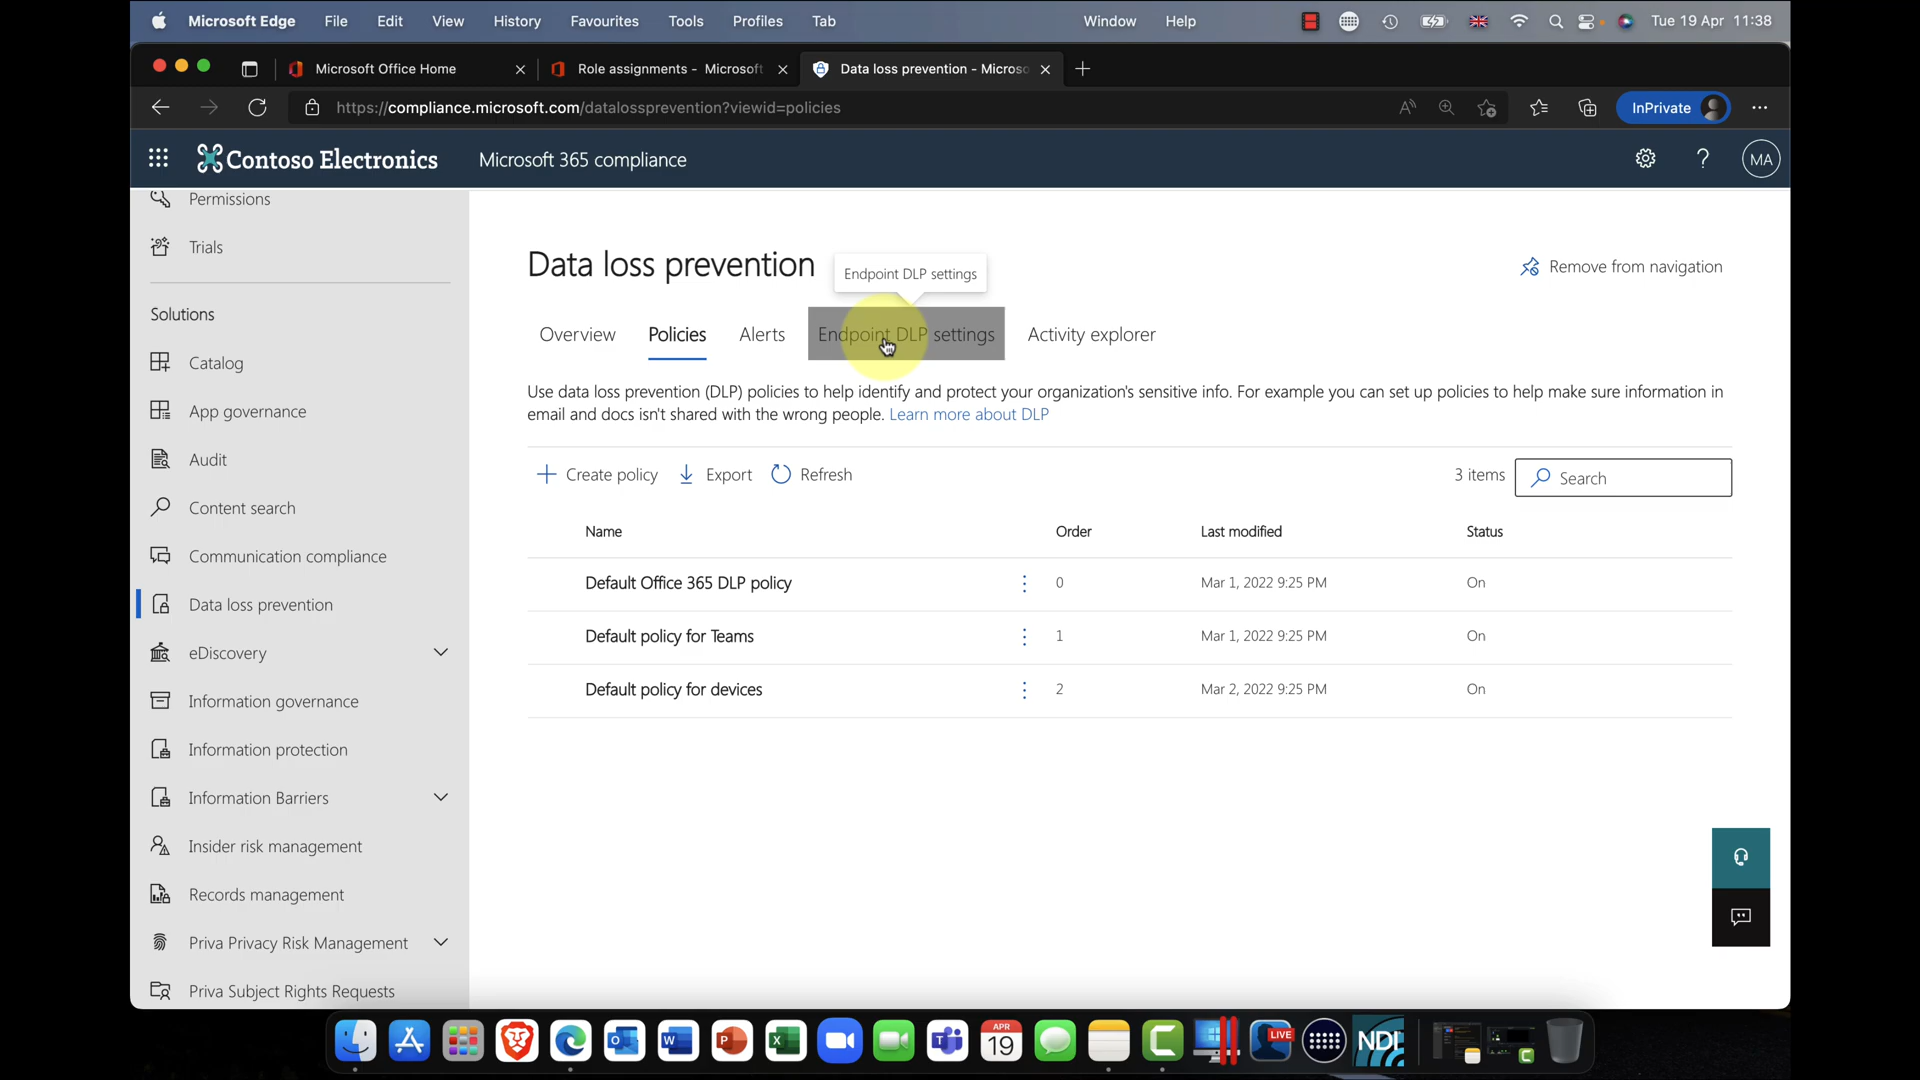 Microsoft Edge File Edit View History Favourites Tools Profiles Tab Window Help Tue 19 Apr 11:38
Microsoft Office Home
Role assignments - Microsoft
Data loss prevention - Micros
https://compliance.microsoft.com/datalossprevention?viewid=policies
InPrivate
Contoso Electronics
Microsoft 365 compliance
MA
Permissions
Trials
Solutions
Catalog
App governance
Audit
Content search
Communication compliance
Data loss prevention
eDiscovery
Information governance
Information protection
Information Barriers
Insider risk management
Records management
Priva Privacy Risk Management
Priva Subject Rights Requests
Data loss prevention
Endpoint DLP settings
Remove from navigation
Overview Policies Alerts Endpoint DLP settings Activity explorer
Use data loss prevention (DLP) policies to help identify and protect your organization's sensitive info. For example you can set up policies to help make sure information in
email and docs isn't shared with the wrong people. Learn more about DLP
Create policy Export Refresh 3 items Search
Name Order Last modified Status
Default Office 365 DLP policy 0 Mar 1, 2022 9:25 PM On
Default policy for Teams 1 Mar 1, 2022 9:25 PM On
Default policy for devices 2 Mar 2, 2022 9:25 PM On
APR
19
LIVE
NDI